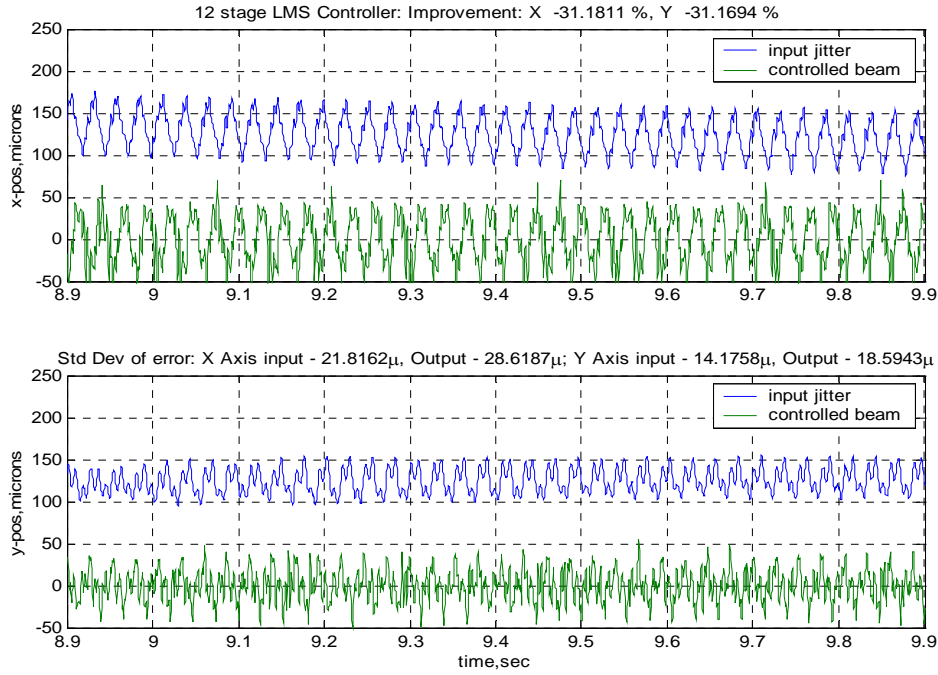 12 stage LMS Controller: Improvement: X -31.1811 %, Y -31.1694 %
250
200
150
100
50
0
-50
x-pos,microns
input jitter
controlled beam
8.9 9 9.1 9.2 9.3 9.4 9.5 9.6 9.7 9.8 9.9
Std Dev of error: X Axis input - 21.8162μ, Output - 28.6187μ; Y Axis input - 14.1758μ, Output - 18.5943μ
250
200
150
100
50
0
-50
y-pos,microns
input jitter
controlled beam
8.9 9 9.1 9.2 9.3 9.4 9.5 9.6 9.7 9.8 9.9
time,sec